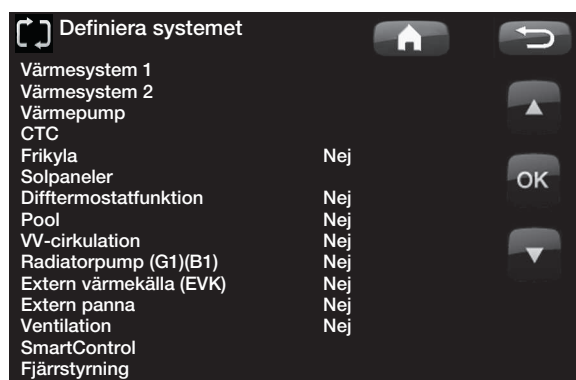 Definiera systemet
Värmesystem 1
Värmesystem 2
Värmepump
CTC
Frikyla Nej
Solpaneler
Difftermostatfunktion Nej
Pool Nej
VV-cirkulation Nej
Radiatorpump (G1)(B1) Nej
Extern värmekälla (EVK) Nej
Extern panna Nej
Ventilation Nej
SmartControl
Fjärrstyrning
OK